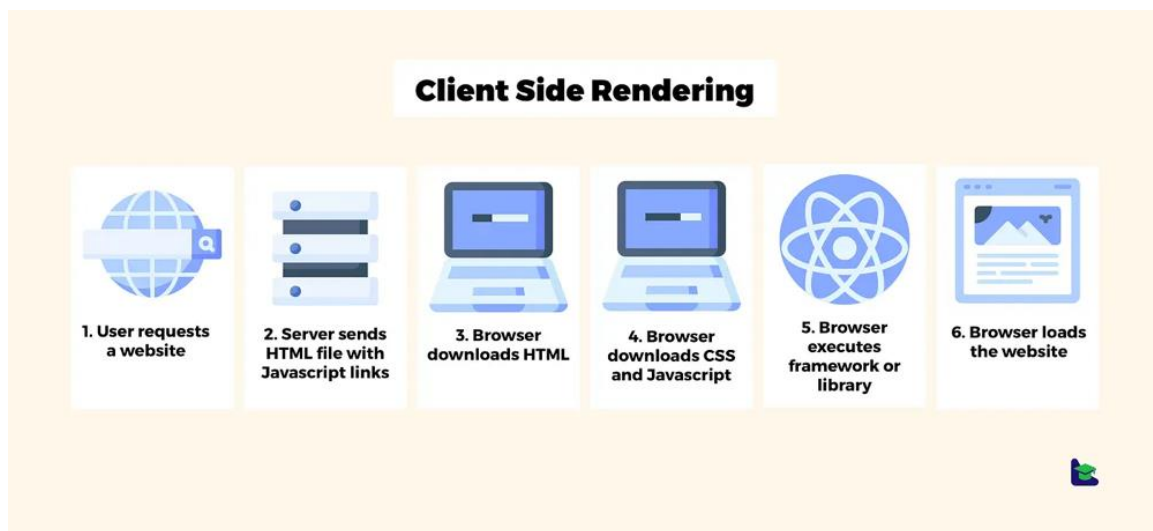 Client Side Rendering
1. User requests
a website
2. Server sends
HTML file with
Javascript links
3. Browser
downloads HTML
4. Browser
downloads CSS
and Javascript
5. Browser
executes
framework or
library
6. Browser loads
the website